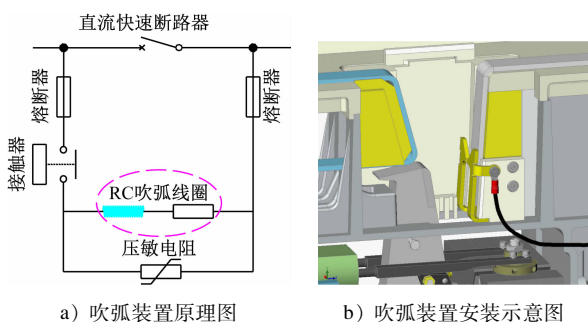 直流快速断路器
熔断器
熔断器
接触器
RC吹弧线圈
压敏电阻
a）吹弧装置原理图
b）吹弧装置安装示意图